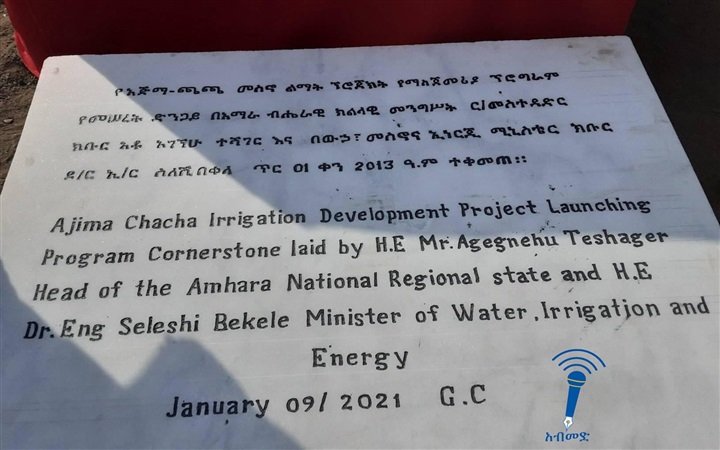 የአጅማ-ጫጫ መስኖ ልማት ፕሮጀክት የማስጀመሪያ ፕሮግራም
የመሠረት ድንጋይ በአማራ ብሔራዊ ክልላዊ መንግሥት ር/መስተዳድር
ክቡር አቶ አገኘሁ ተሻገር እና በውኃ፣መስኖና ኢነርጂ ሚኒስቴር ክቡር
ዶ/ር ኢ/ር ስለሺ በቀለ ጥር 01 ቀን 2013 ዓ.ም ተቀመጠ።
Ajima Chacha Irrigation Development Project Launching
Program Cornerstone laid by H.E Mr.Agegnehu Teshager
Head of the Amhara National Regional state and H.E
Dr.Eng Seleshi Bekele Minister of Water,Irrigation and
Energy
January 09/ 2021 G.C
አብመድ